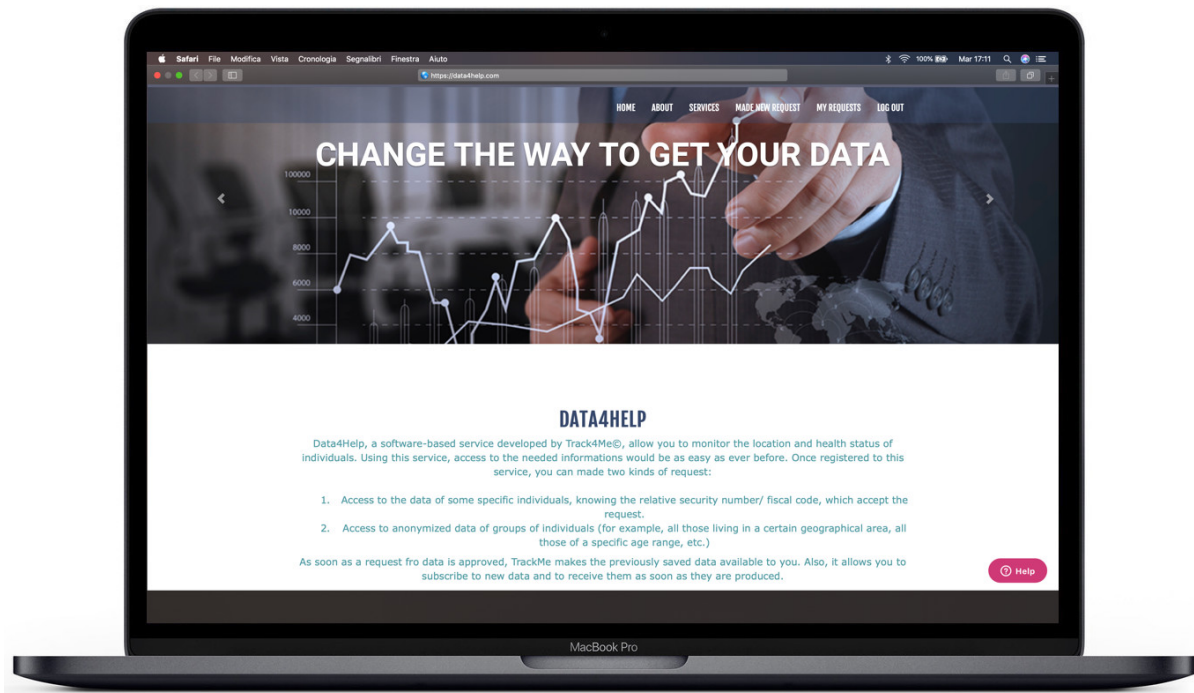 Safari File Modifica Vista Cronologia Segnalibri Finestra Aiuto 100% Mar 17:11
https://data4help.com
HOME ABOUT SERVICES MADE NEW REQUEST MY REQUESTS LOG OUT
CHANGE THE WAY TO GET YOUR DATA
100000
10000
8000
6000
4000
DATA4HELP
Data4Help, a software-based service developed by Track4Me©, allow you to monitor the location and health status of
individuals. Using this service, access to the needed informations would be as easy as ever before. Once registered to this
service, you can made two kinds of request:
1. Access to the data of some specific individuals, knowing the relative security number/ fiscal code, which accept the
request.
2. Access to anonymized data of groups of individuals (for example, all those living in a certain geographical area, all
those of a specific age range, etc.)
As soon as a request fro data is approved, TrackMe makes the previously saved data available to you. Also, it allows you to
subscribe to new data and to receive them as soon as they are produced.
Help
MacBook Pro